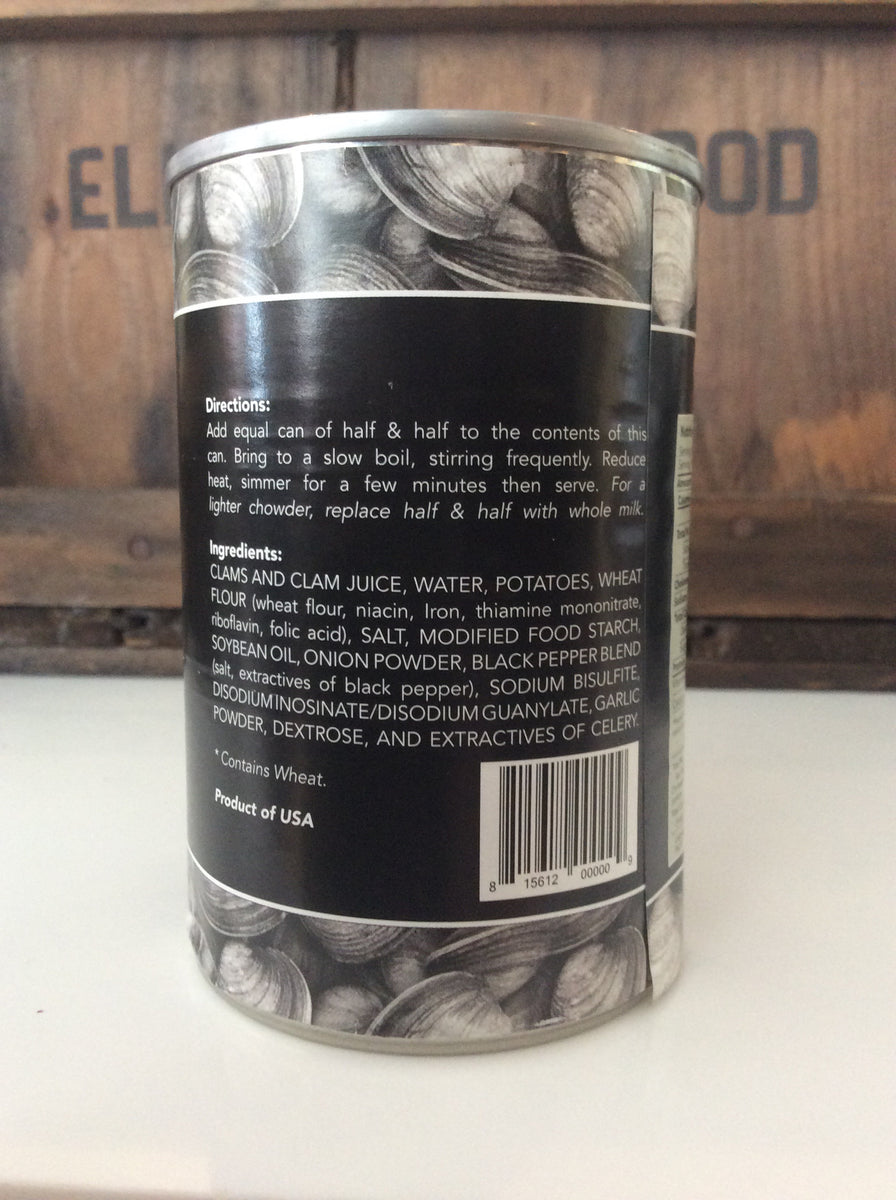 EL
OOD
Directions:
Add equal can of half & half to the contents of this
can. Bring to a slow boil, stirring frequently. Reduce
heat, simmer for a few minutes then serve. For a
lighter chowder, replace half & half with whole milk.
Ingredients:
CLAMS AND CLAM JUICE, WATER, POTATOES, WHEAT
FLOUR (wheat flour, niacin, Iron, thiamine mononitrate,
riboflavin, folic acid), SALT, MODIFIED FOOD STARCH,
SOYBEAN OIL, ONION POWDER, BLACK PEPPER BLEND
(salt, extractives of black pepper), SODIUM BISULFITE,
DISODIUM INOSINATE/DISODIUM GUANYLATE, GARLIC
POWDER, DEXTROSE, AND EXTRACTIVES OF CELERY.
*Contains Wheat.
Product of USA
8 15612 00000 9